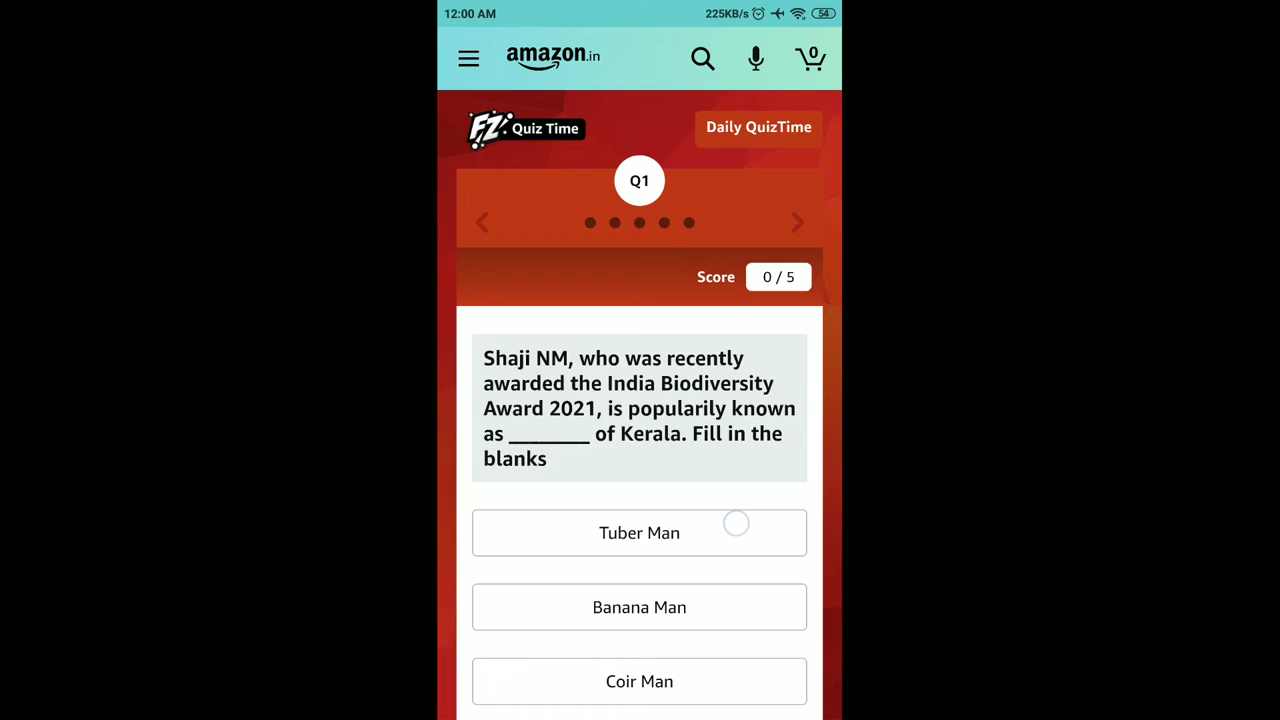 12:00 AM 225KB/s 54
amazon.in 0
FZ Quiz Time Daily QuizTime
Q1
Score 0 / 5
Shaji NM, who was recently
awarded the India Biodiversity
Award 2021, is popularily known
as ________ of Kerala. Fill in the
blanks
Tuber Man
Banana Man
Coir Man